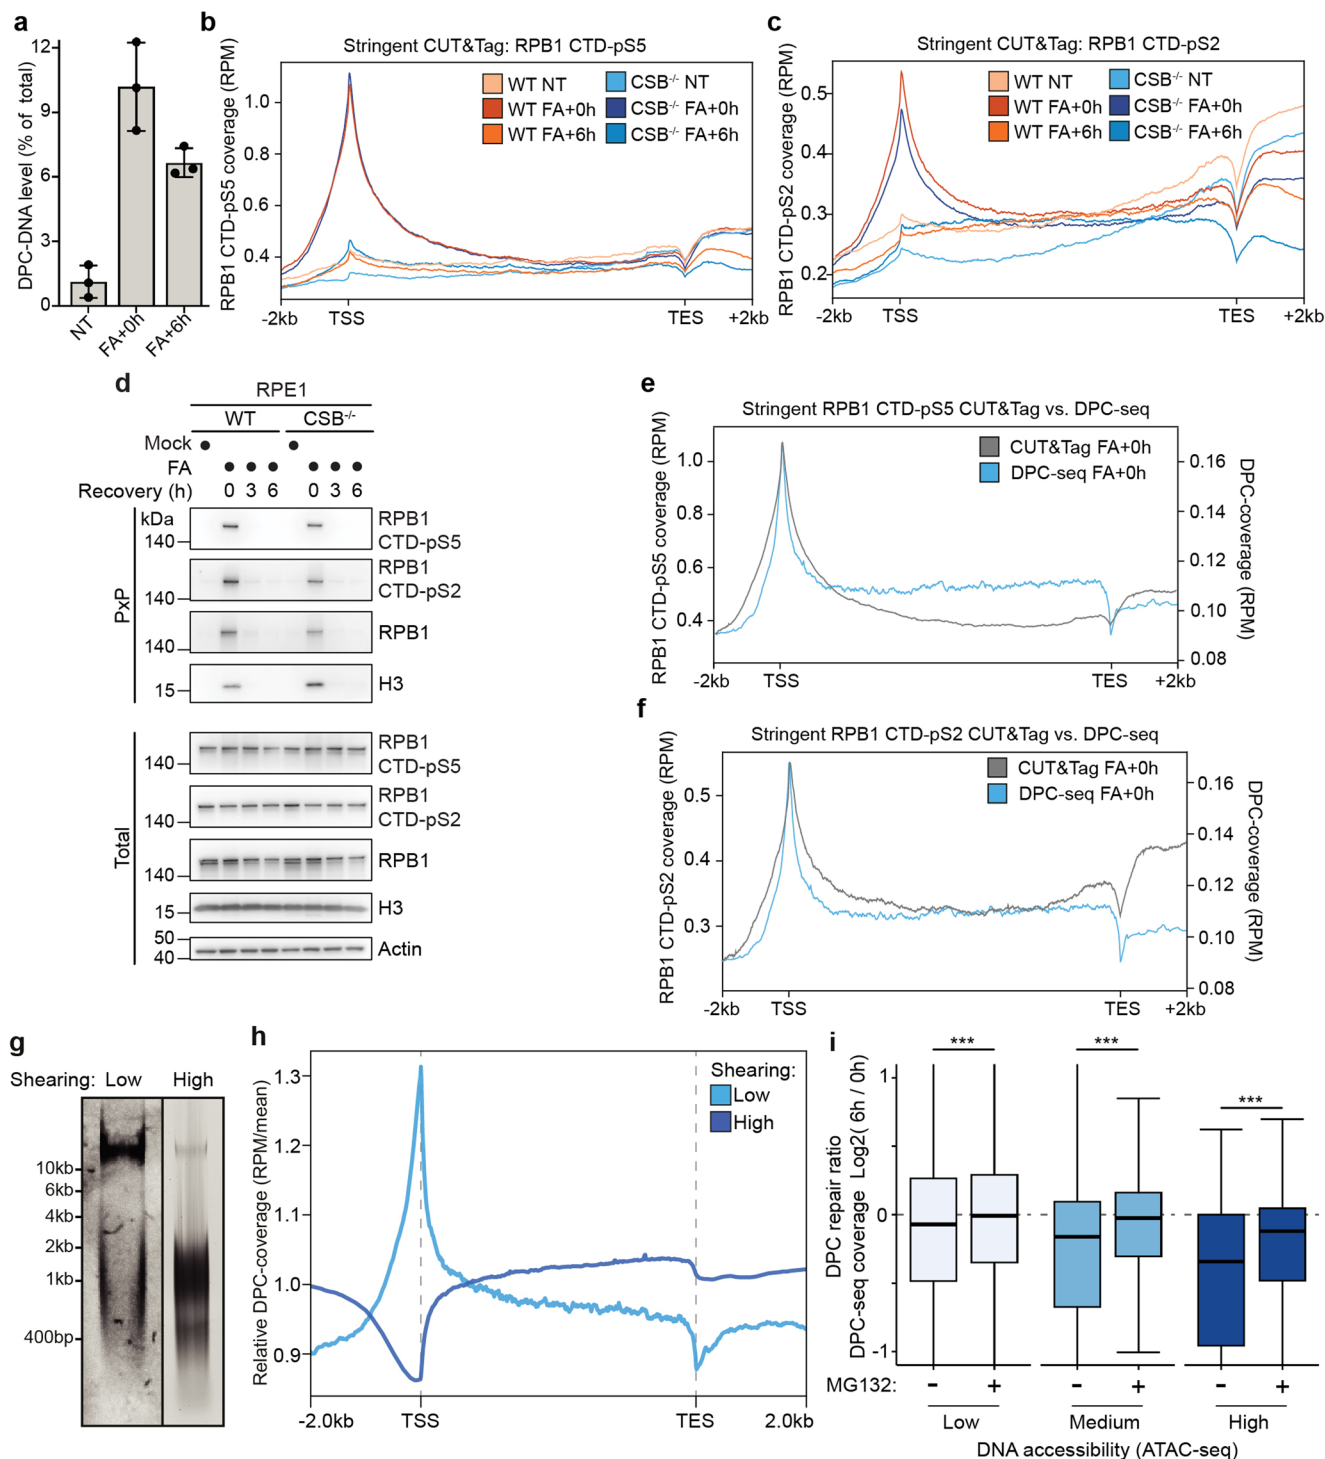 a
DPC-DNA level (% of total)
12
9
6
3
0
NT
FA+0h
FA+6h
b
Stringent CUT&Tag: RPB1 CTD-pS5
RPB1 CTD-pS5 coverage (RPM)
WT NT
WT FA+0h
WT FA+6h
CSB-/- NT
CSB-/- FA+0h
CSB-/- FA+6h
1.0
0.8
0.6
0.4
-2kb
TSS
TES
+2kb
c
Stringent CUT&Tag: RPB1 CTD-pS2
RPB1 CTD-pS2 coverage (RPM)
WT NT
WT FA+0h
WT FA+6h
CSB-/- NT
CSB-/- FA+0h
CSB-/- FA+6h
0.5
0.4
0.3
0.2
-2kb
TSS
TES
+2kb
d
RPE1
WT CSB-/-
Mock
FA
Recovery (h) 0 3 6 0 3 6
kDa
PxP
140
RPB1
CTD-pS5
140
RPB1
CTD-pS2
140
RPB1
15
H3
Total
140
RPB1
CTD-pS5
140
RPB1
CTD-pS2
140
RPB1
15
H3
50
40
Actin
e
Stringent RPB1 CTD-pS5 CUT&Tag vs. DPC-seq
RPB1 CTD-pS5 coverage (RPM)
CUT&Tag FA+0h
DPC-seq FA+0h
1.0
0.8
0.6
0.4
0.16
0.14
0.12
0.10
0.08
DPC-coverage (RPM)
-2kb
TSS
TES
+2kb
f
Stringent RPB1 CTD-pS2 CUT&Tag vs. DPC-seq
RPB1 CTD-pS2 coverage (RPM)
CUT&Tag FA+0h
DPC-seq FA+0h
0.5
0.4
0.3
0.16
0.14
0.12
0.10
0.08
DPC-coverage (RPM)
-2kb
TSS
TES
+2kb
g
Shearing: Low High
10kb
6kb
4kb
2kb
1kb
400bp
h
Relative DPC-coverage (RPM/mean)
Shearing:
Low
High
1.3
1.2
1.1
1.0
0.9
-2.0kb
TSS
TES
2.0kb
i
DPC repair ratio
DPC-seq coverage Log2( 6h / 0h)
***
***
***
1
0
-1
MG132: - + - + - +
Low Medium High
DNA accessibility (ATAC-seq)